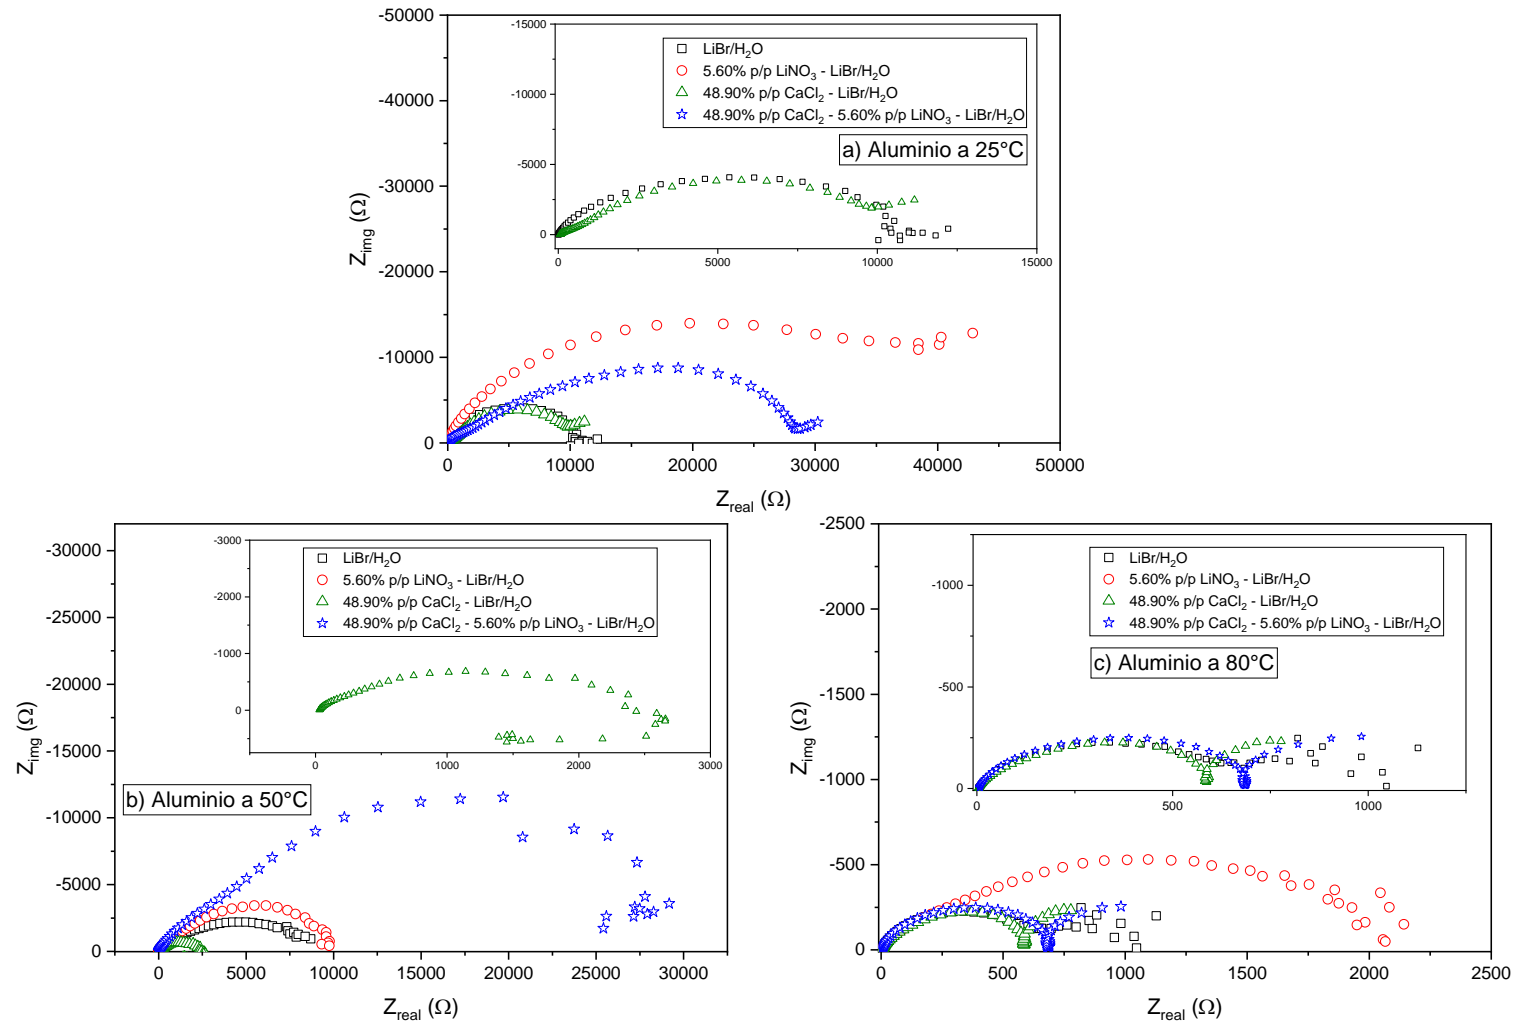 -50000
-40000
-30000
-20000
-10000
0
Z_img (Ω)
0 10000 20000 30000 40000 50000
Z_real (Ω)
-15000
-10000
-5000
0
0 5000 10000 15000
LiBr/H₂O
5.60% p/p LiNO₃ - LiBr/H₂O
48.90% p/p CaCl₂ - LiBr/H₂O
48.90% p/p CaCl₂ - 5.60% p/p LiNO₃ - LiBr/H₂O
a) Aluminio a 25°C
-30000
-25000
-20000
-15000
-10000
-5000
0
Z_img (Ω)
0 5000 10000 15000 20000 25000 30000
Z_real (Ω)
-3000
-2000
-1000
0
0 1000 2000 3000
LiBr/H₂O
5.60% p/p LiNO₃ - LiBr/H₂O
48.90% p/p CaCl₂ - LiBr/H₂O
48.90% p/p CaCl₂ - 5.60% p/p LiNO₃ - LiBr/H₂O
b) Aluminio a 50°C
-2500
-2000
-1500
-1000
-500
0
Z_img (Ω)
0 500 1000 1500 2000 2500
Z_real (Ω)
-1000
-500
0
0 500 1000
LiBr/H₂O
5.60% p/p LiNO₃ - LiBr/H₂O
48.90% p/p CaCl₂ - LiBr/H₂O
48.90% p/p CaCl₂ - 5.60% p/p LiNO₃ - LiBr/H₂O
c) Aluminio a 80°C